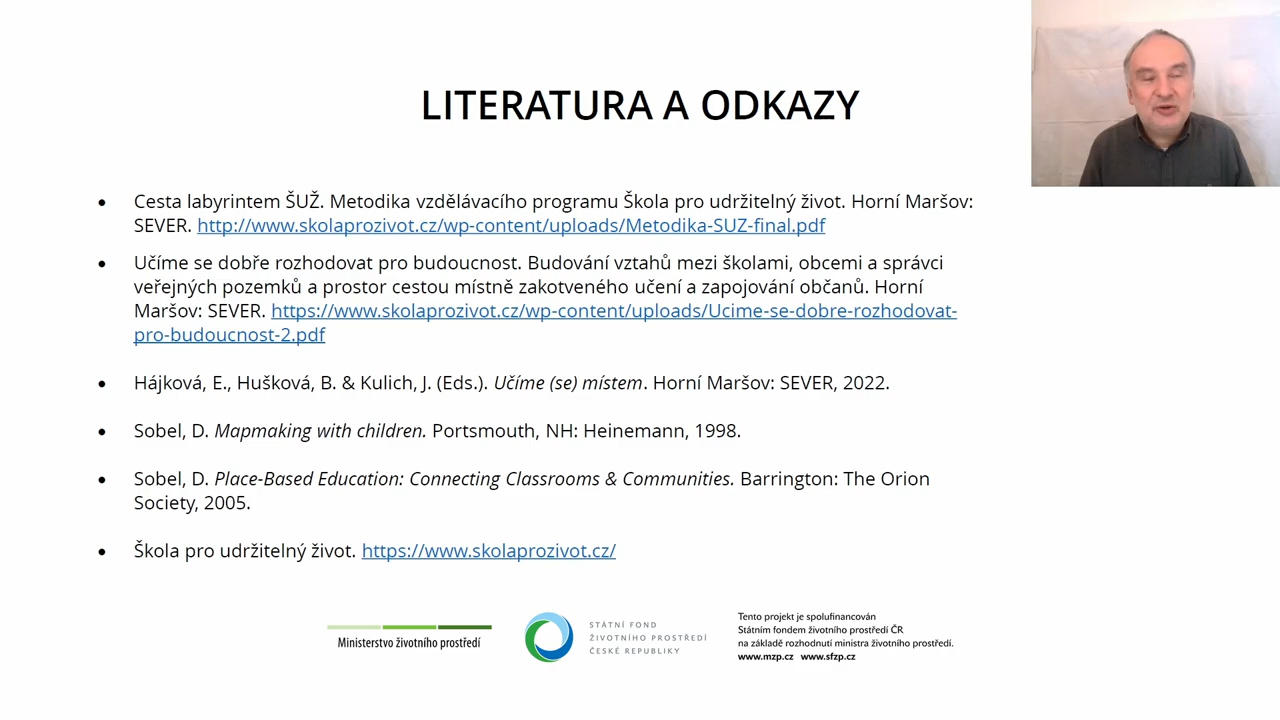 LITERATURA A ODKAZY
• Cesta labyrintem ŠUŽ. Metodika vzdělávacího programu Škola pro udržitelný život. Horní Maršov:
SEVER. http://www.skolaprozivot.cz/wp-content/uploads/Metodika-SUZ-final.pdf
• Učíme se dobře rozhodovat pro budoucnost. Budování vztahů mezi školami, obcemi a správci
veřejných pozemků a prostor cestou místně zakotveného učení a zapojování občanů. Horní
Maršov: SEVER. https://www.skolaprozivot.cz/wp-content/uploads/Ucime-se-dobre-rozhodovat-
pro-budoucnost-2.pdf
• Hájková, E., Hušková, B. & Kulich, J. (Eds.). Učíme (se) místem. Horní Maršov: SEVER, 2022.
• Sobel, D. Mapmaking with children. Portsmouth, NH: Heinemann, 1998.
• Sobel, D. Place-Based Education: Connecting Classrooms & Communities. Barrington: The Orion
Society, 2005.
• Škola pro udržitelný život. https://www.skolaprozivot.cz/
Ministerstvo životního prostředí
STÁTNÍ FOND
ŽIVOTNÍHO PROSTŘEDÍ
ČESKÉ REPUBLIKY
Tento projekt je spolufinancován
Státním fondem životního prostředí ČR
na základě rozhodnutí ministra životního prostředí.
www.mzp.cz www.sfzp.cz